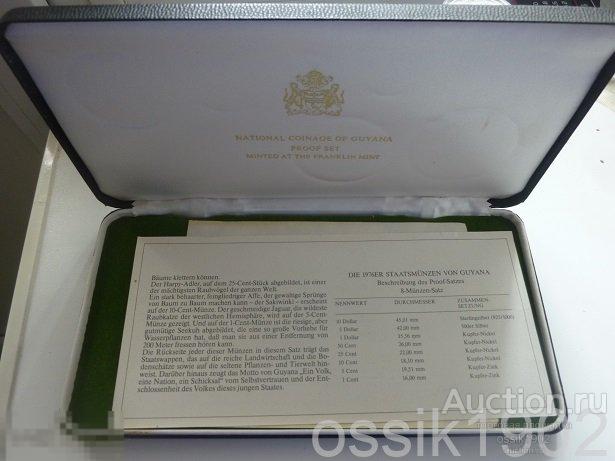 NATIONAL COINAGE OF GUYANA
PROOF SET
MINTED AT THE FRANKLIN MINT
Bäume klettern können.
Der Harpy-Adler, auf dem 25-Cent-Stück abgebildet, ist einer
der mächtigsten Raubvögel der ganzen Welt.
Ein stark behaarter, feingliedriger Affe, der gewaltige Sprünge
von Baum zu Baum machen kann - der Sakwinki - erscheint
auf der 10-Cent-Münze. Der geschmeidige Jaguar, die wildeste
Raubkatze der westlichen Hemisphäre, wird auf der 5-Cent-
Münze gezeigt. Und auf der 1-Cent-Münze ist die riesige, aber
gutmütige Seekuh abgebildet, die eine so große Vorliebe für
Wasserpflanzen hat, daß man sie aus einer Entfernung von
200 Meter fressen hören kann.
Die Rückseite jeder dieser Münzen in diesem Satz trägt das
Staatswappen, das auf die reiche Landwirtschaft und die Bo-
denschätze sowie auf die seltene Pflanzen- und Tierwelt hin-
weist. Darüber hinaus zeugt das Motto von Guyana "Ein Volk,
eine Nation, ein Schicksal" vom Selbstvertrauen und der Ent-
schlossenheit des Volkes dieses jungen Staates.
DIE 1976ER STAATSMÜNZEN VON GUYANA
Beschreibung des Proof-Satzes
8-Münzen-Satz
NENNWERT DURCHMESSER ZUSAMMEN-
SETZUNG
10 Dollar 45,01 mm Sterlingsilber (925/1000)
5 Dollar 42,00 mm 500er Silber
1 Dollar 35,56 mm Kupfer-Nickel
50 Cent 26,00 mm Kupfer-Nickel
25 Cent 22,00 mm Kupfer-Nickel
10 Cent Kupfer-Nickel
5 Cent 19,51 mm Kupfer-Zink
1 Cent 16,00 mm Kupfer-Zink
Auction.ru
ossik1902
ossik1902